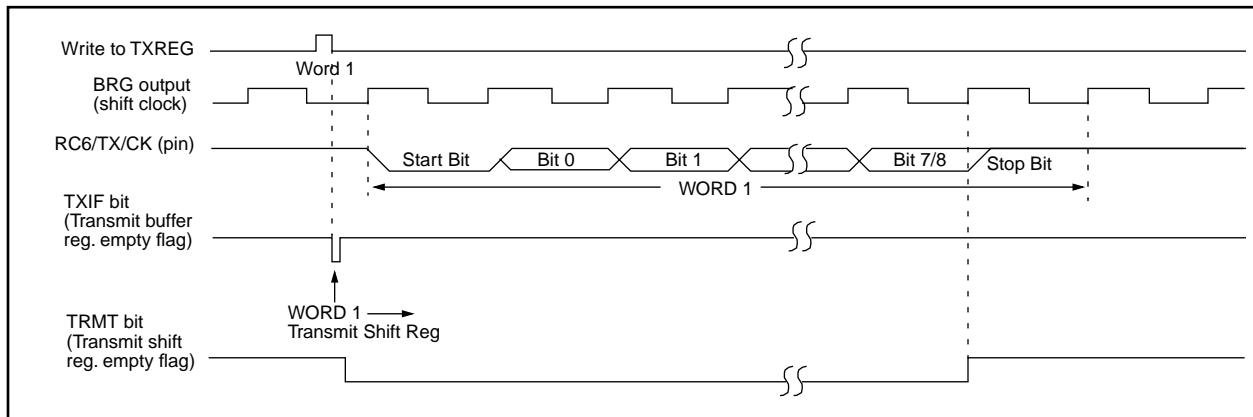 Write to TXREG
Word 1
BRG output
(shift clock)
RC6/TX/CK (pin)
Start Bit
Bit 0
Bit 1
Bit 7/8
Stop Bit
WORD 1
TXIF bit
(Transmit buffer
reg. empty flag)
WORD 1
Transmit Shift Reg
TRMT bit
(Transmit shift
reg. empty flag)